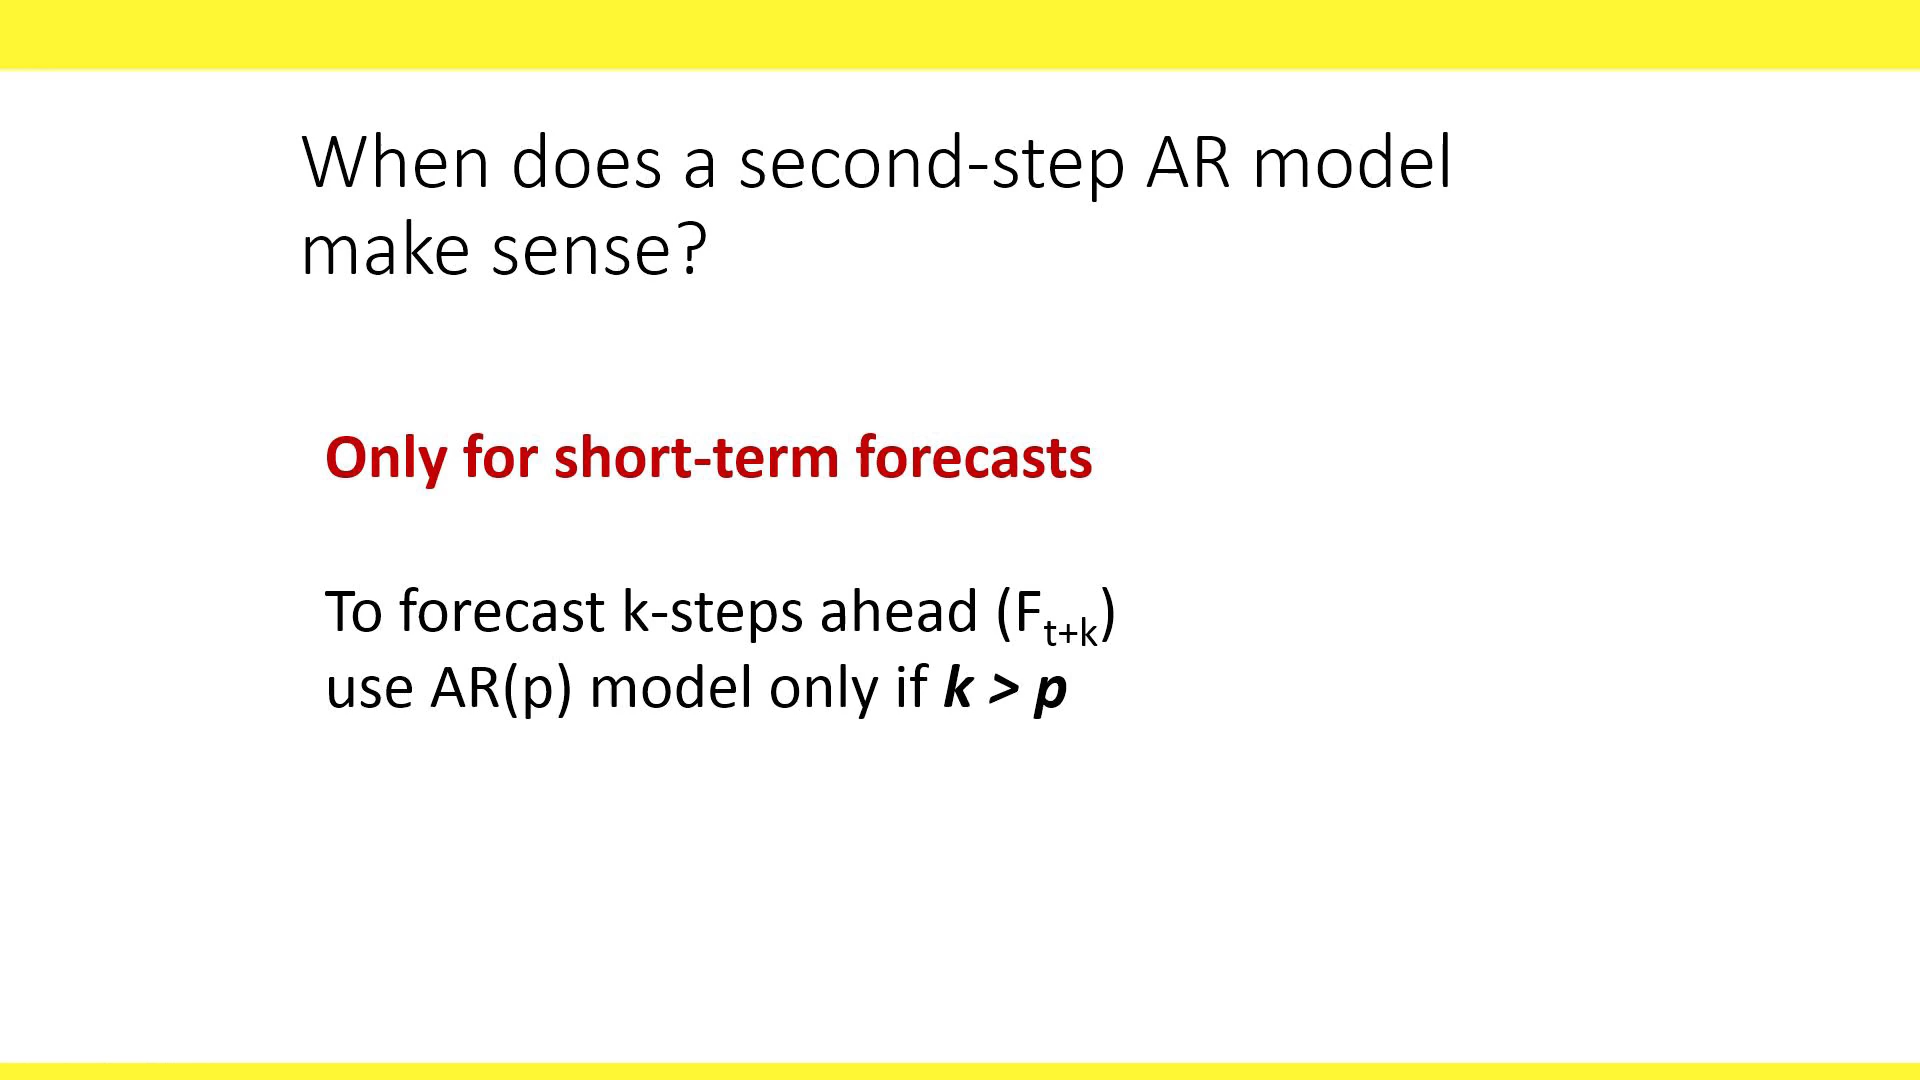 When does a second-step AR model
make sense?
Only for short-term forecasts
To forecast k-steps ahead (Ft+k)
use AR(p) model only if k > p